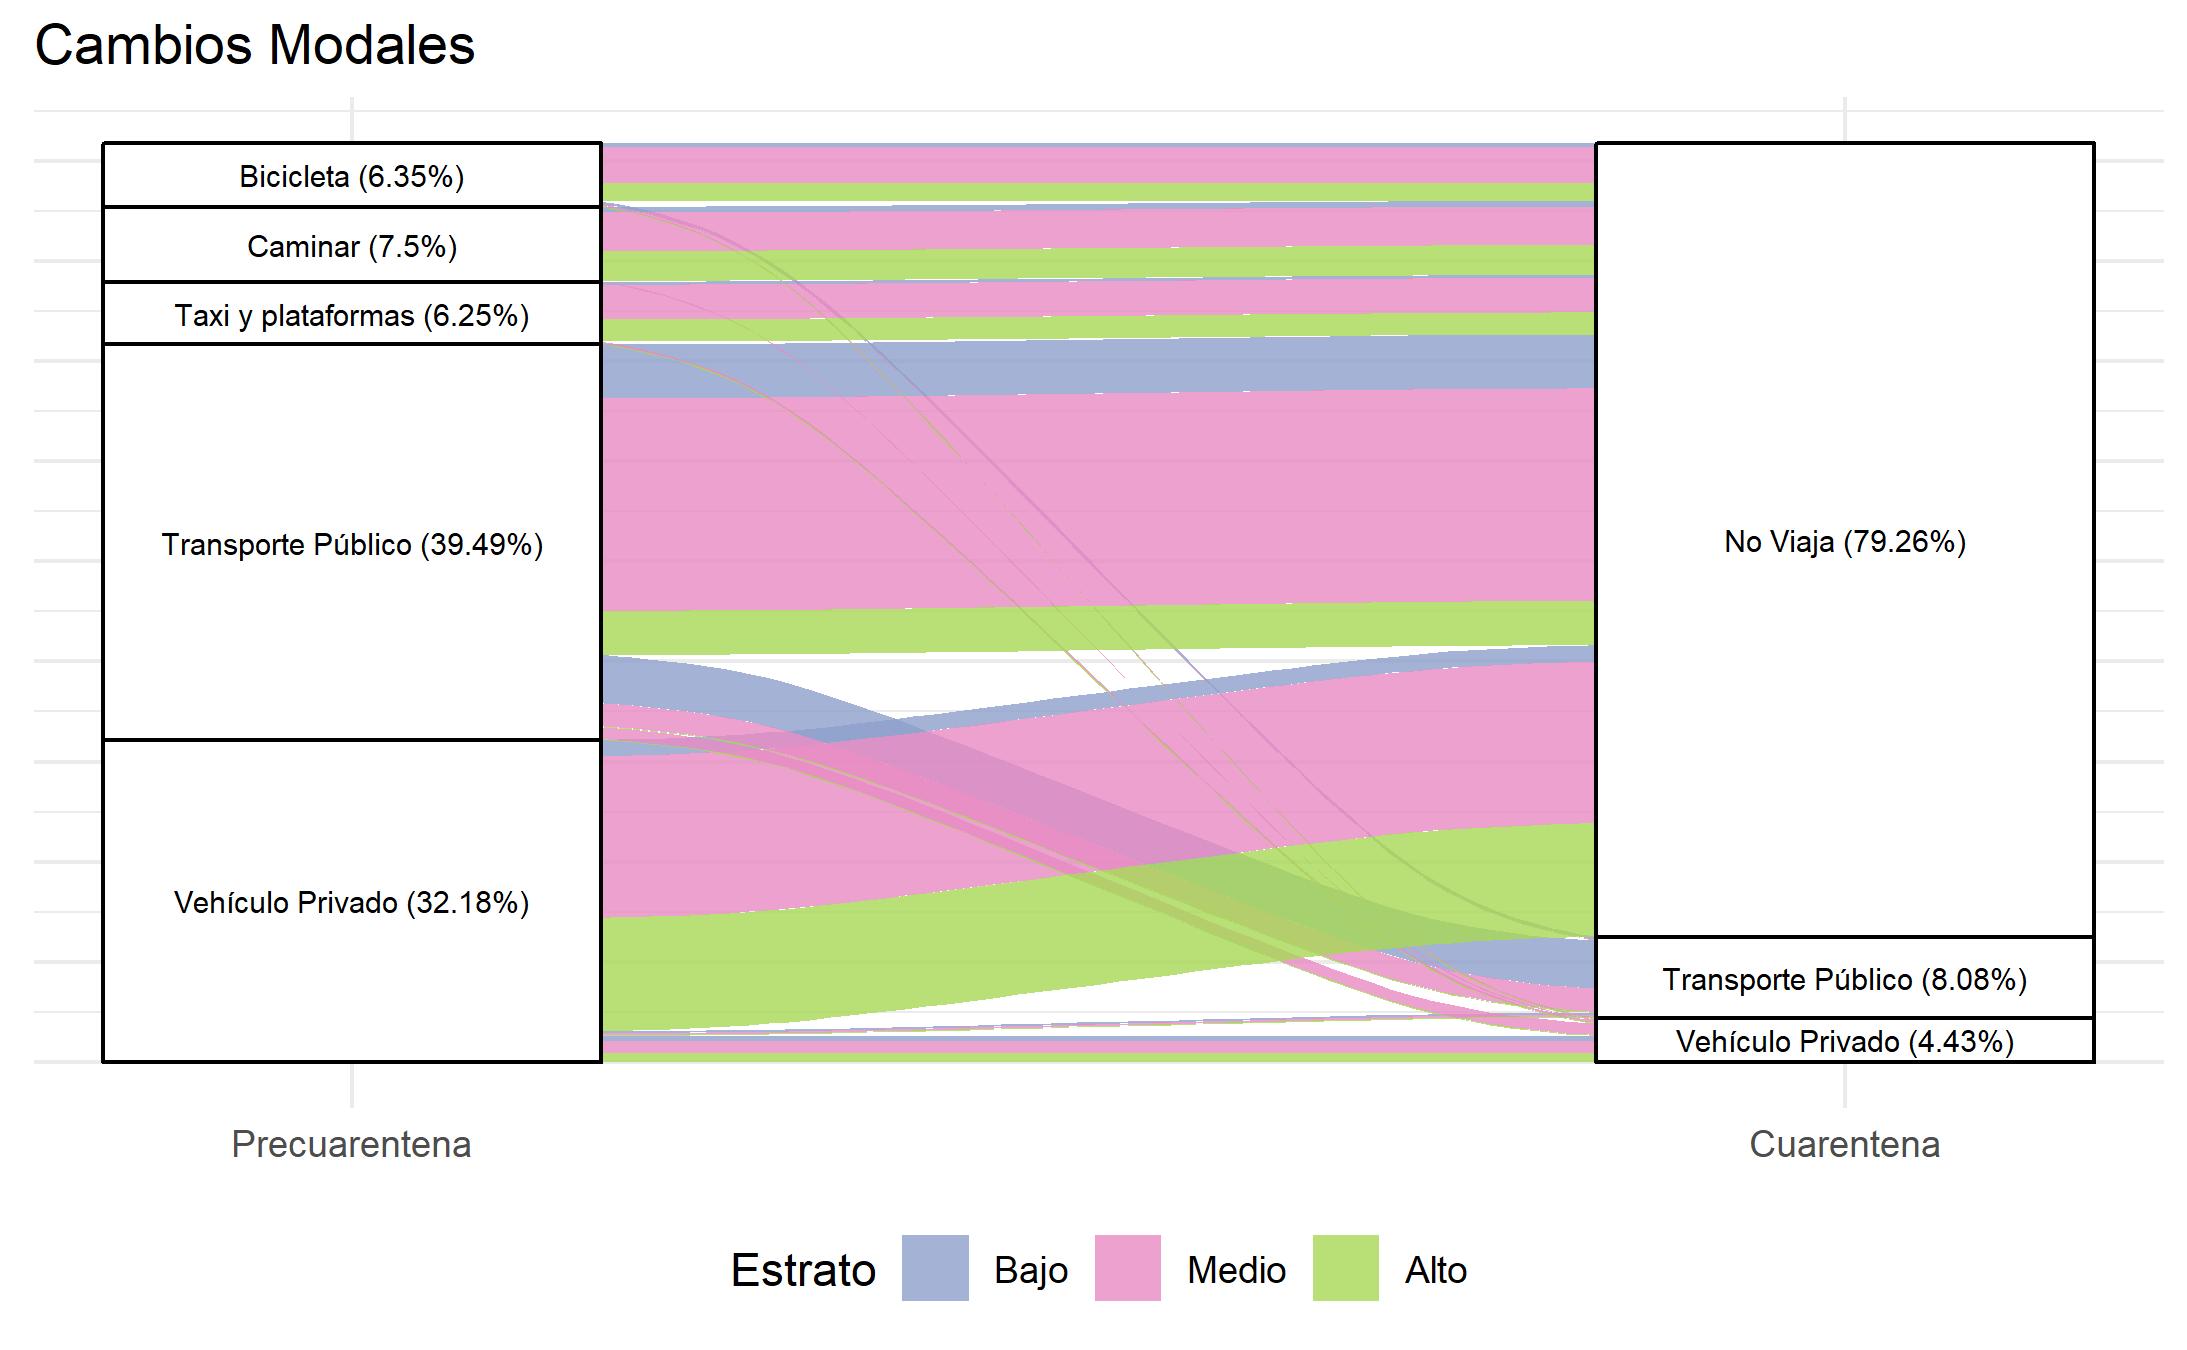 Cambios Modales
Bicicleta (6.35%)
Caminar (7.5%)
Taxi y plataformas (6.25%)
Transporte Público (39.49%)
Vehículo Privado (32.18%)
No Viaja (79.26%)
Transporte Público (8.08%)
Vehículo Privado (4.43%)
Precuarentena
Cuarentena
Estrato Bajo Medio Alto